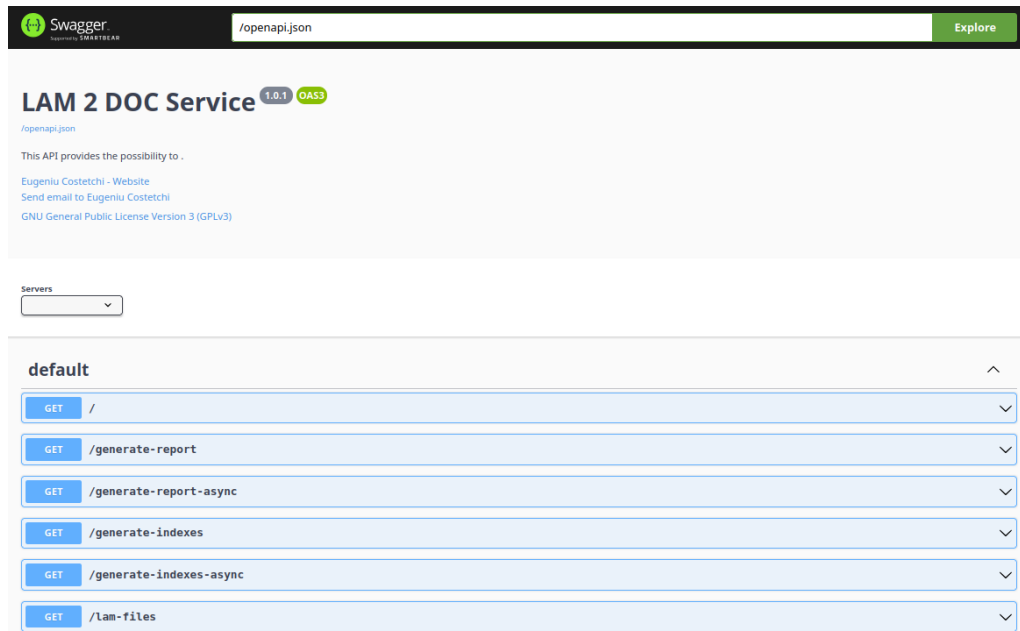 Swagger
Supported by SMARTBEAR
/openapi.json
Explore
LAM 2 DOC Service 1.0.1 OAS3
/openapi.json
This API provides the possibility to .
Eugeniu Costetchi - Website
Send email to Eugeniu Costetchi
GNU General Public License Version 3 (GPLv3)
Servers
default
GET /
GET /generate-report
GET /generate-report-async
GET /generate-indexes
GET /generate-indexes-async
GET /lam-files